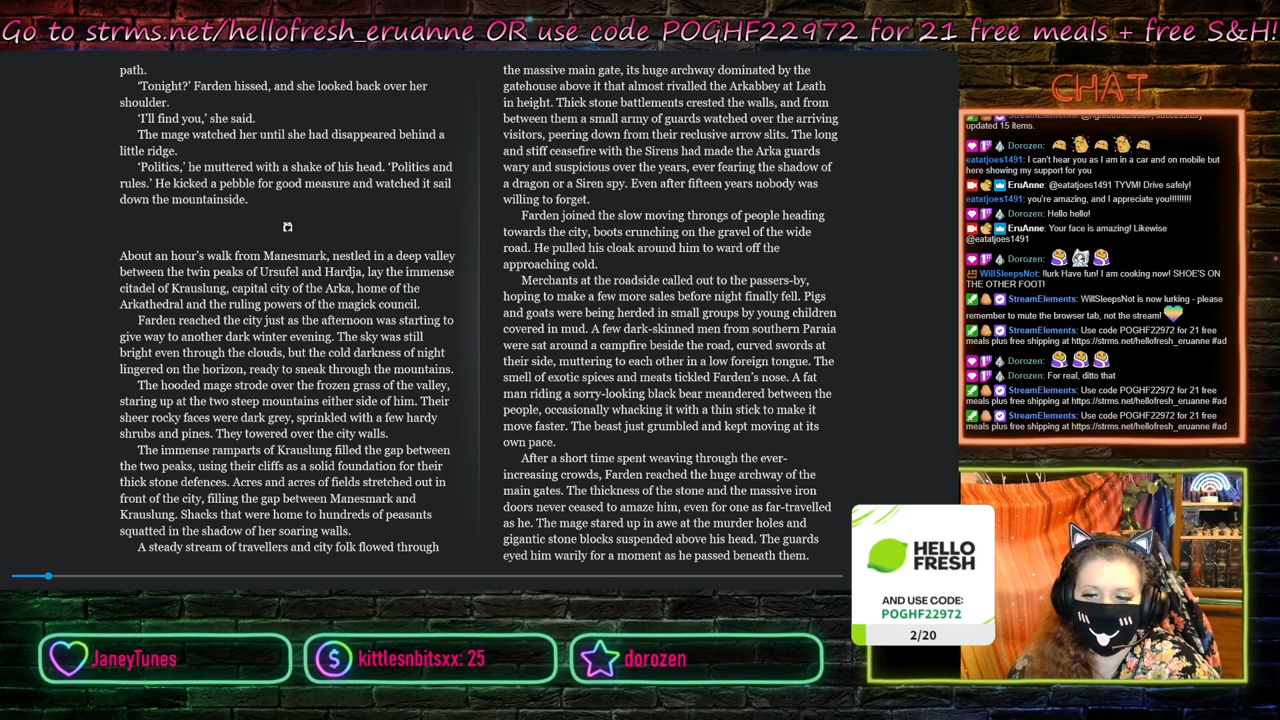 Go to strms.net/hellofresh_eruanne OR use code POGHF22972 for 21 free meals + free S&H!
path.
‘Tonight?’ Farden hissed, and she looked back over her
shoulder.
‘I’ll find you,’ she said.
The mage watched her until she had disappeared behind a
little ridge.
‘Politics,’ he muttered with a shake of his head. ‘Politics and
rules.’ He kicked a pebble for good measure and watched it sail
down the mountainside.
About an hour’s walk from Manesmark, nestled in a deep valley
between the twin peaks of Ursufel and Hardja, lay the immense
citadel of Krauslung, capital city of the Arka, home of the
Arkathedral and the ruling powers of the magick council.
Farden reached the city just as the afternoon was starting to
give way to another dark winter evening. The sky was still
bright even through the clouds, but the cold darkness of night
lingered on the horizon, ready to sneak through the mountains.
The hooded mage strode over the frozen grass of the valley,
staring up at the two steep mountains either side of him. Their
sheer rocky faces were dark grey, sprinkled with a few hardy
shrubs and pines. They towered over the city walls.
The immense ramparts of Krauslung filled the gap between
the two peaks, using their cliffs as a solid foundation for their
thick stone defences. Acres and acres of fields stretched out in
front of the city, filling the gap between Manesmark and
Krauslung. Shacks that were home to hundreds of peasants
squatted in the shadow of her soaring walls.
A steady stream of travellers and city folk flowed through
the massive main gate, its huge archway dominated by the
gatehouse above it that almost rivalled the Arkabbey at Leath
in height. Thick stone battlements crested the walls, and from
between them a small army of guards watched over the arriving
visitors, peering down from their reclusive arrow slits. The long
and stiff ceasefire with the Sirens had made the Arka guards
wary and suspicious over the years, ever fearing the shadow of
a dragon or a Siren spy. Even after fifteen years nobody was
willing to forget.
Farden joined the slow moving throngs of people heading
towards the city, boots crunching on the gravel of the wide
road. He pulled his cloak around him to ward off the
approaching cold.
Merchants at the roadside called out to the passers-by,
hoping to make a few more sales before night finally fell. Pigs
and goats were being herded in small groups by young children
covered in mud. A few dark-skinned men from southern Paraia
were sat around a campfire beside the road, curved swords at
their side, muttering to each other in a low foreign tongue. The
smell of exotic spices and meats tickled Farden’s nose. A fat
man riding a sorry-looking black bear meandered between the
people, occasionally whacking it with a thin stick to make it
move faster. The beast just grumbled and kept moving at its
own pace.
After a short time spent weaving through the ever-
increasing crowds, Farden reached the huge archway of the
main gates. The thickness of the stone and the massive iron
doors never ceased to amaze him, even for one as far-travelled
as he. The mage stared up in awe at the murder holes and
gigantic stone blocks suspended above his head. The guards
eyed him warily for a moment as he passed beneath them.
CHAT
updated 15 items.
Dorozen:
eatatjoes1491: I can't hear you as I am in a car and on mobile but
here showing my support for you
EruAnne: @eatatjoes1491 TYVM! Drive safely!
eatatjoes1491: you're amazing, and I appreciate you!!!!!!!!!
Dorozen: Hello hello!
EruAnne: Your face is amazing! Likewise
@eatatjoes1491
Dorozen:
WillSleepsNot: !lurk Have fun! I am cooking now! SHOE'S ON
THE OTHER FOOT!
StreamElements: WillSleepsNot is now lurking - please
remember to mute the browser tab, not the stream!
StreamElements: Use code POGHF22972 for 21 free
meals plus free shipping at https://strms.net/hellofresh_eruanne #ad
Dorozen:
Dorozen: For real, ditto that
StreamElements: Use code POGHF22972 for 21 free
meals plus free shipping at https://strms.net/hellofresh_eruanne #ad
StreamElements: Use code POGHF22972 for 21 free
meals plus free shipping at https://strms.net/hellofresh_eruanne #ad
HELLO
FRESH
AND USE CODE:
POGHF22972
2/20
JaneyTunes
kittlesnbitsxx: 25
dorozen